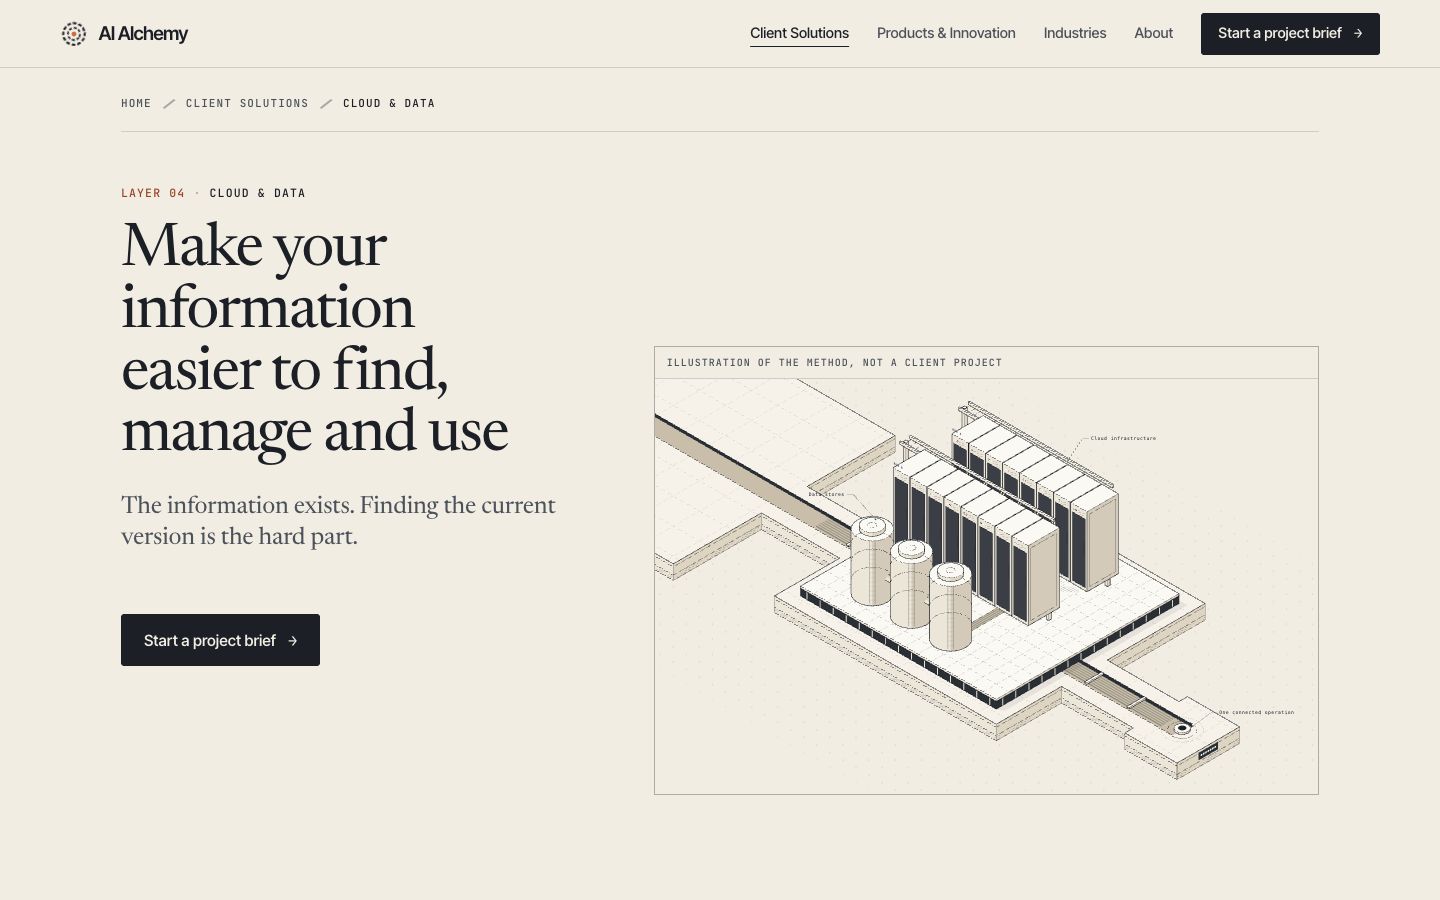 AI Alchemy
Client Solutions
Products & Innovation
Industries
About
Start a project brief →
HOME / CLIENT SOLUTIONS / CLOUD & DATA
LAYER 04 · CLOUD & DATA
Make your
information
easier to find,
manage and use
The information exists. Finding the current
version is the hard part.
Start a project brief →
ILLUSTRATION OF THE METHOD, NOT A CLIENT PROJECT
Cloud infrastructure
Data stores
One connected operation